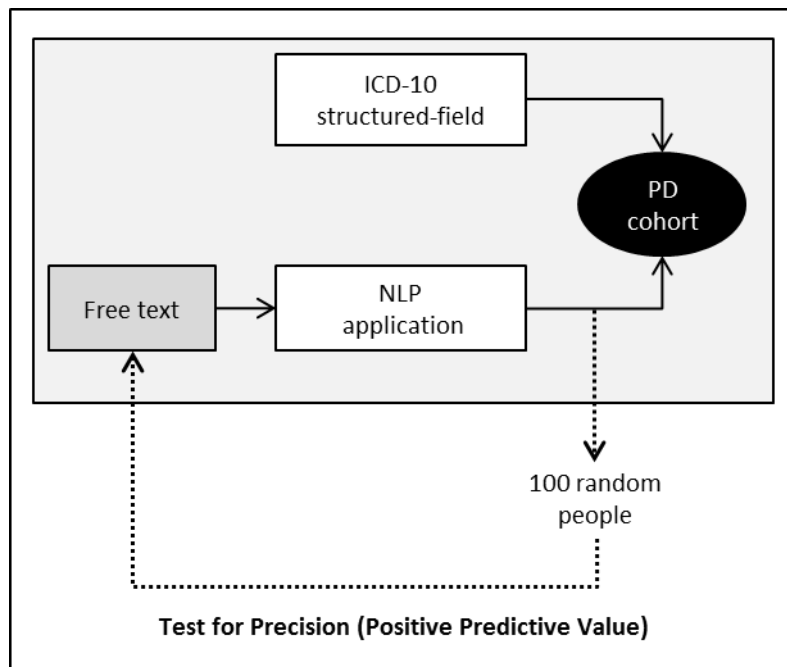 ICD-10
structured-field
PD
cohort
Free text
NLP
application
100 random
people
Test for Precision (Positive Predictive Value)